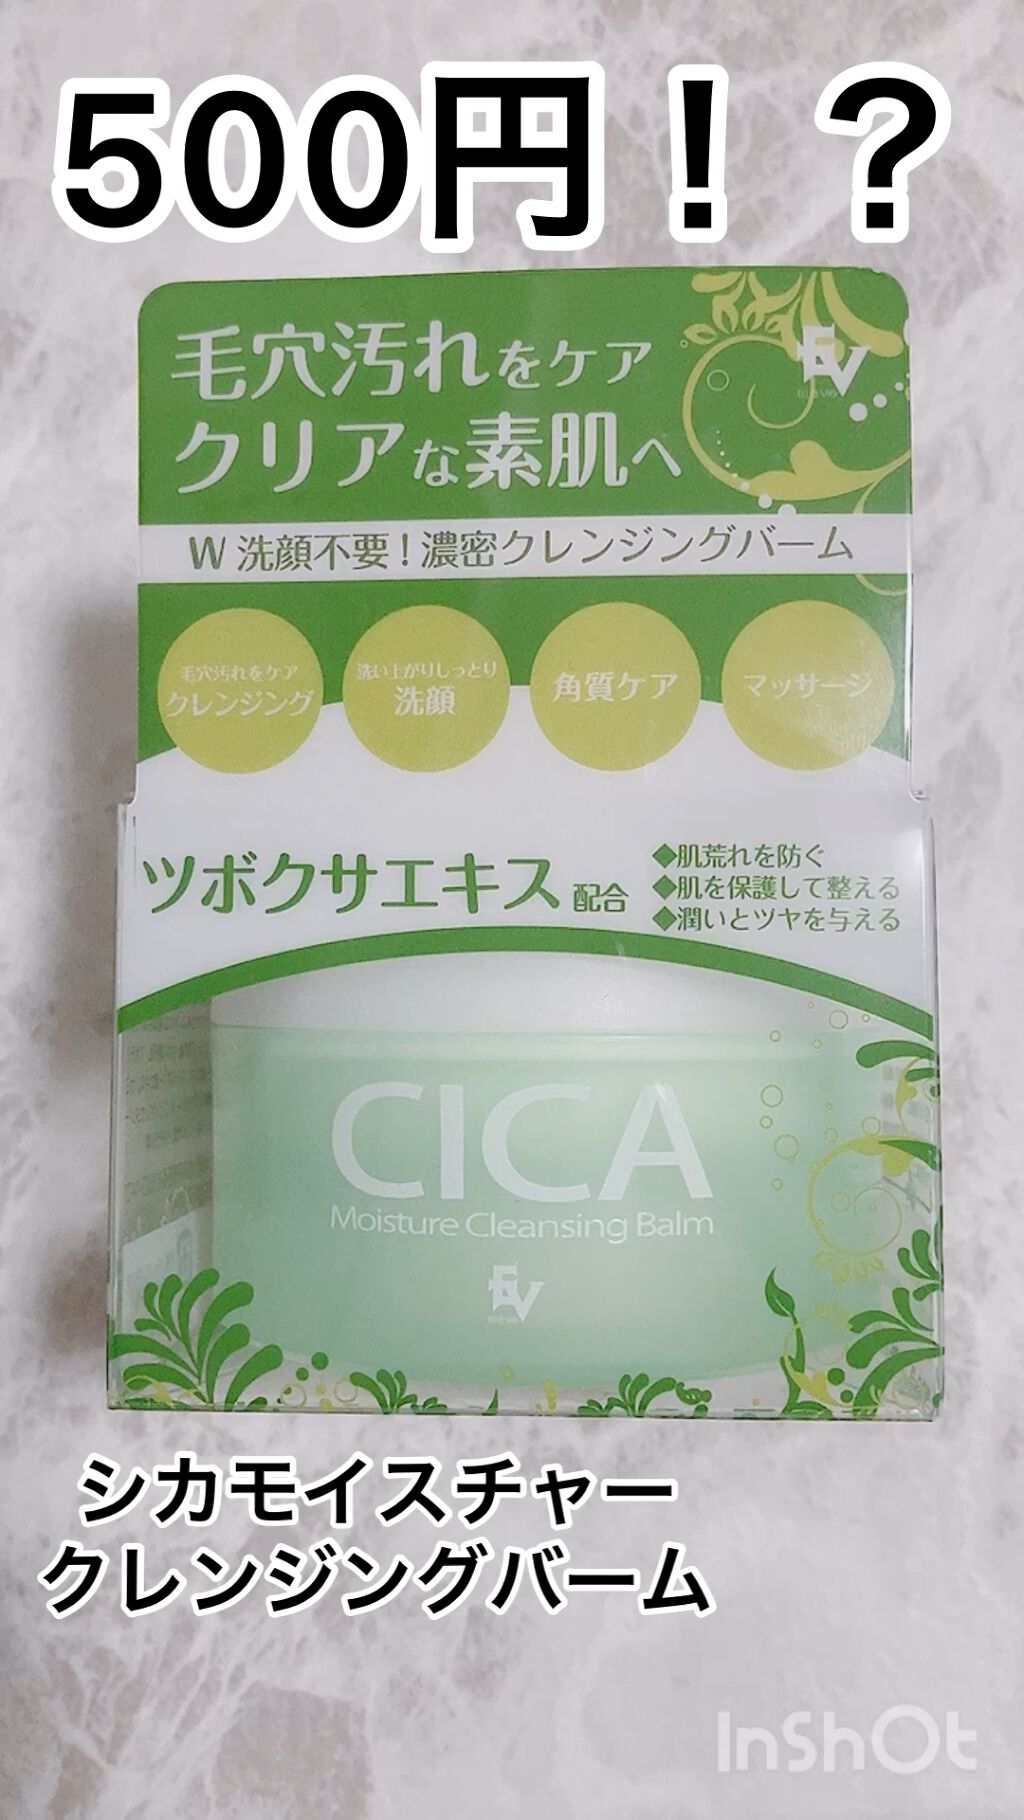 500円！？
毛穴汚れをケア
クリアな素肌へ
EV
W洗顔不要！濃密クレンジングバーム
毛穴汚れをケア
クレンジング
洗い上がりしっとり
洗顔
角質ケア
マッサージ
ツボクサエキス配合
◆肌荒れを防ぐ
◆肌を保護して整える
◆潤いとツヤを与える
CICA
Moisture Cleansing Balm
EV
シカモイスチャー
クレンジングバーム
InShOt